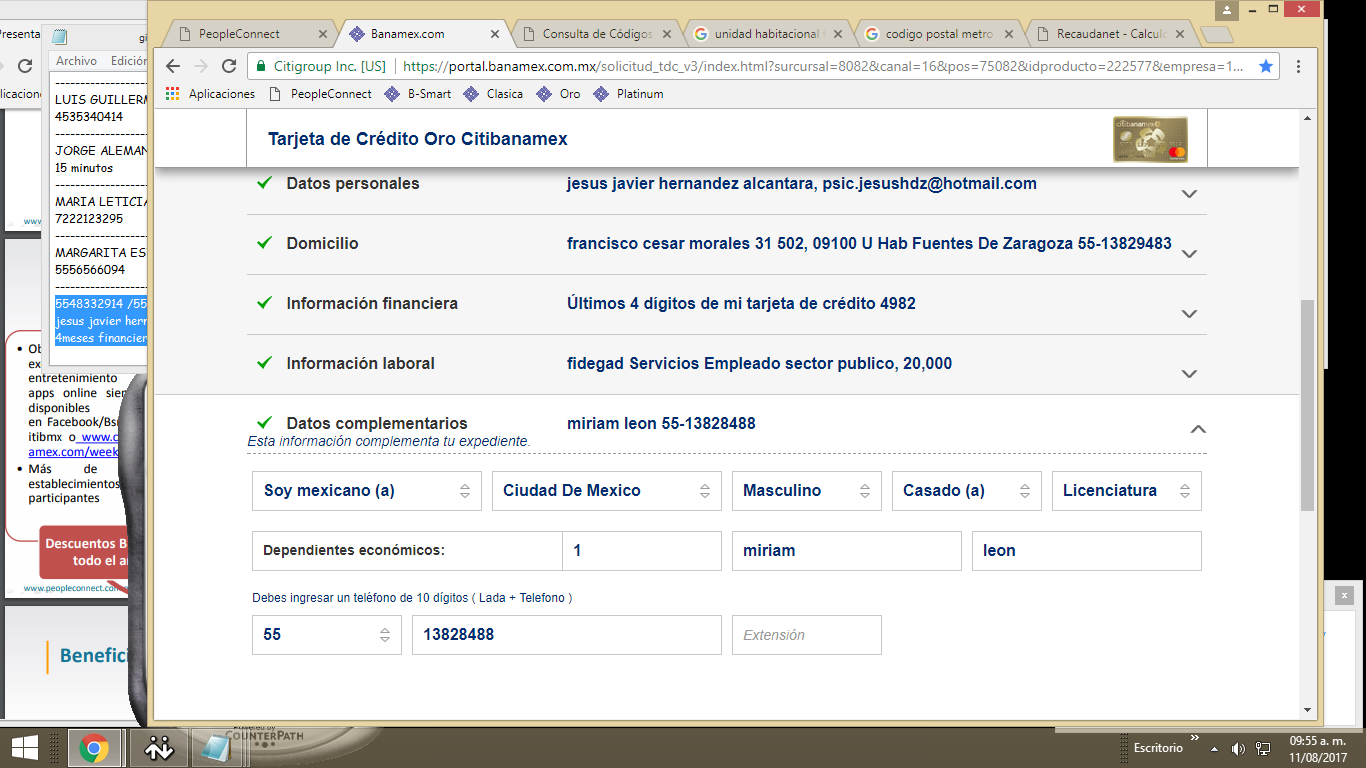 PeopleConnect
Banamex.com
Consulta de Códigos
unidad habitacional
codigo postal metro
Recaudanet - Calculo
Citigroup Inc. [US] https://portal.banamex.com.mx/solicitud_tdc_v3/index.html?surcursal=8082&canal=16&pos=75082&idproducto=222577&empresa=1...
Aplicaciones PeopleConnect B-Smart Clasica Oro Platinum
Archivo Edición
LUIS GUILLERM
4535340414
JORGE ALEMAN
15 minutos
MARIA LETICIA
7222123295
MARGARITA ES
5556566094
5548332914 /55
jesus javier herr
4meses financier
entretenimiento
apps online sien
disponibles
en Facebook/Bsr
itibmx o www.c
amex.com/week
Más de
establecimientos
participantes
Descuentos B
todo el a
www.peopleconnect.com
Benefici
Tarjeta de Crédito Oro Citibanamex
Datos personales jesus javier hernandez alcantara, psic.jesushdz@hotmail.com
Domicilio francisco cesar morales 31 502, 09100 U Hab Fuentes De Zaragoza 55-13829483
Información financiera Últimos 4 dígitos de mi tarjeta de crédito 4982
Información laboral fidegad Servicios Empleado sector publico, 20,000
Datos complementarios miriam leon 55-13828488
Esta información complementa tu expediente.
Soy mexicano (a) Ciudad De Mexico Masculino Casado (a) Licenciatura
Dependientes económicos: 1 miriam leon
Debes ingresar un teléfono de 10 dígitos ( Lada + Telefono )
55 13828488 Extensión
COUNTERPATH
Escritorio
09:55 a. m.
11/08/2017